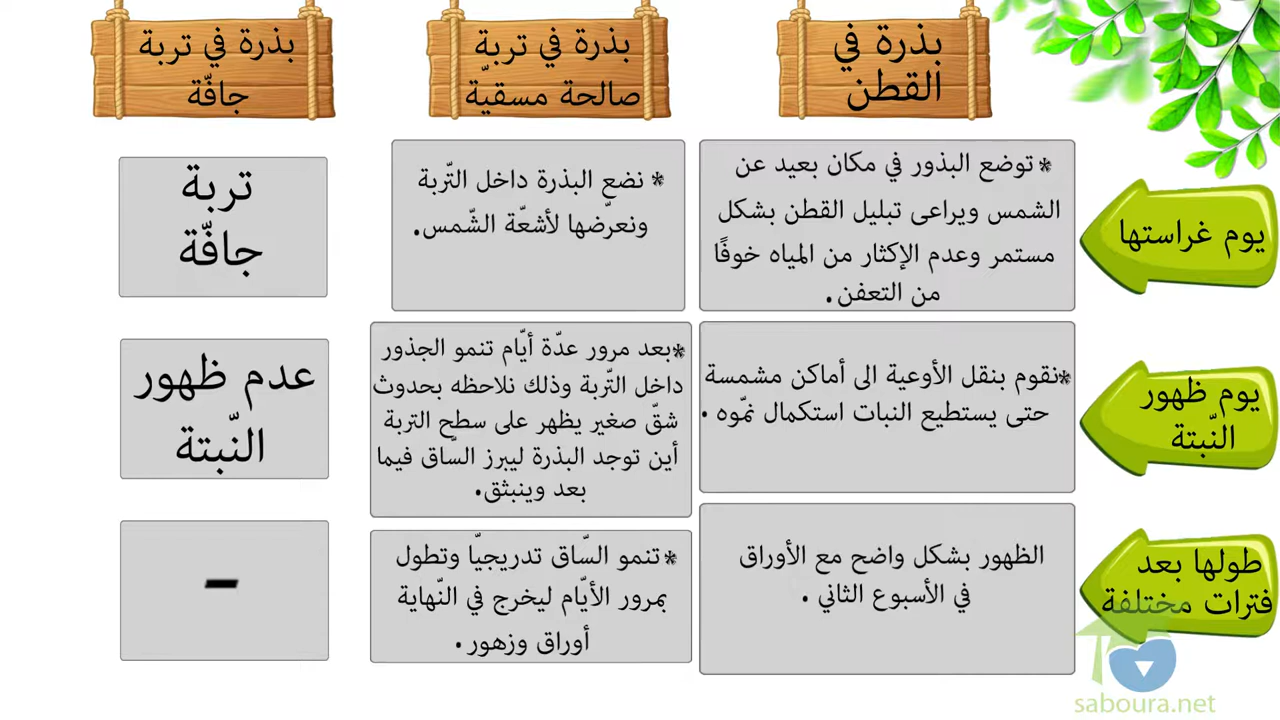 بذرة في
القطن
بذرة في تربة
صالحة مسقيّة
بذرة في تربة
جافّة
يوم غراستها
*توضع البذور في مكان بعيد عن
الشمس ويراعى تبليل القطن بشكل
مستمر وعدم الإكثار من المياه خوفًا
من التعفن.
* نضع البذرة داخل التّربة
ونعرّضها لأشعّة الشّمس.
تربة
جافّة
يوم ظهور
النّبتة
*نقوم بنقل الأوعية الى أماكن مشمسة
حتى يستطيع النبات استكمال نمّوه.
*بعد مرور عدّة أيّام تنمو الجذور
داخل التّربة وذلك نلاحظه بحدوث
شقّ صغير يظهر على سطح التربة
أين توجد البذرة ليبرز السّاق فيما
بعد وينبثق.
عدم ظهور
النّبتة
طولها بعد
فترات مختلفة
الظهور بشكل واضح مع الأوراق
في الأسبوع الثاني .
*تنمو السّاق تدريجيّا وتطول
بمرور الأيّام ليخرج في النّهاية
أوراق وزهور.
-
saboura.net